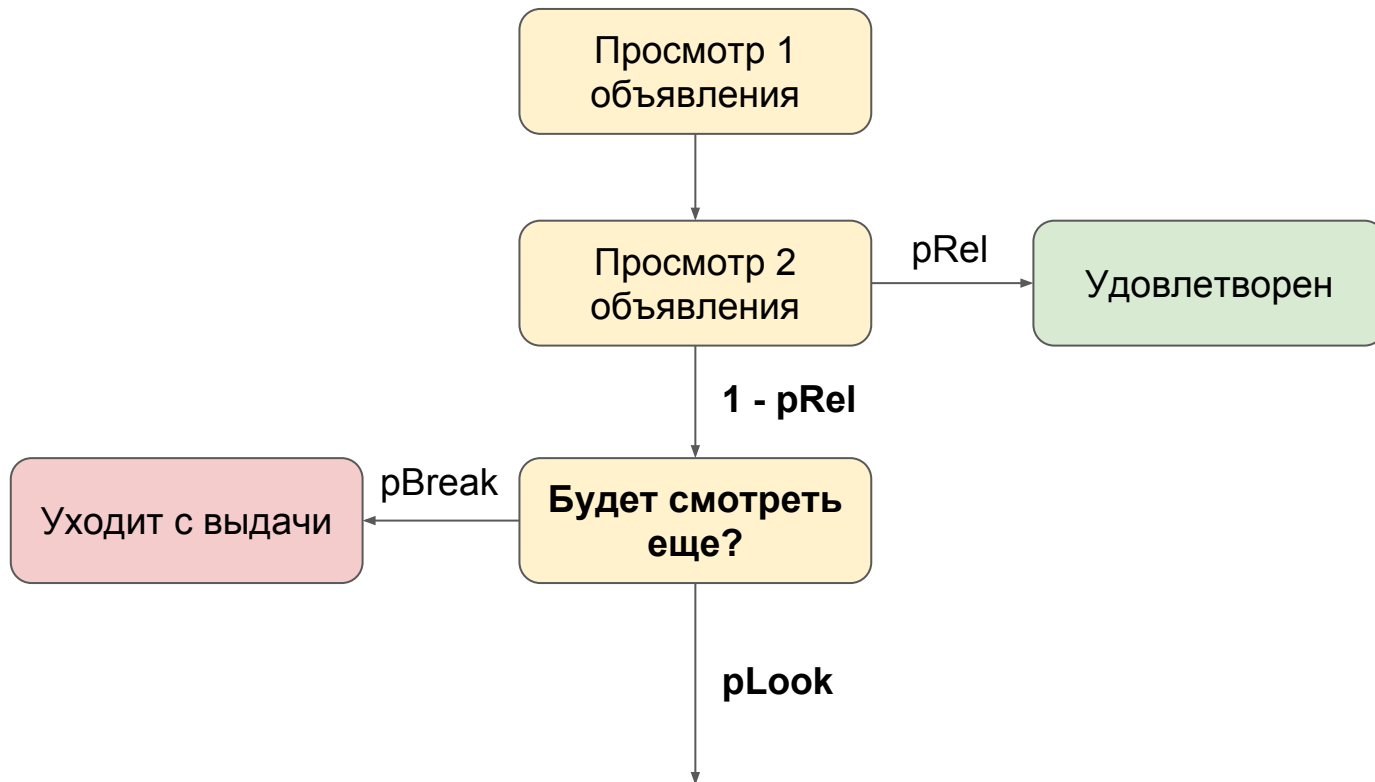 Просмотр 1
объявления
Просмотр 2
объявления
pRel
Удовлетворен
1 - pRel
Уходит с выдачи
pBreak
Будет смотреть
еще?
pLook